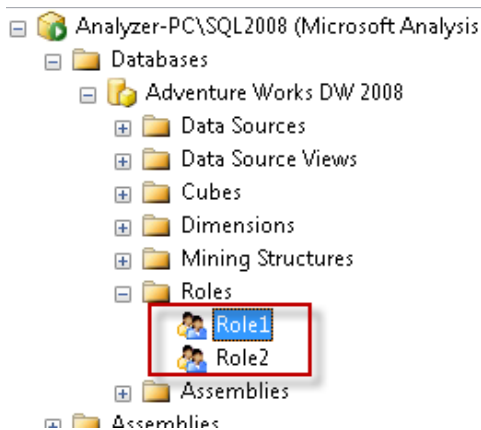 Analyzer-PC\SQL2008 (Microsoft Analysis
Databases
Adventure Works DW 2008
Data Sources
Data Source Views
Cubes
Dimensions
Mining Structures
Roles
Role1
Role2
Assemblies
Assemblies